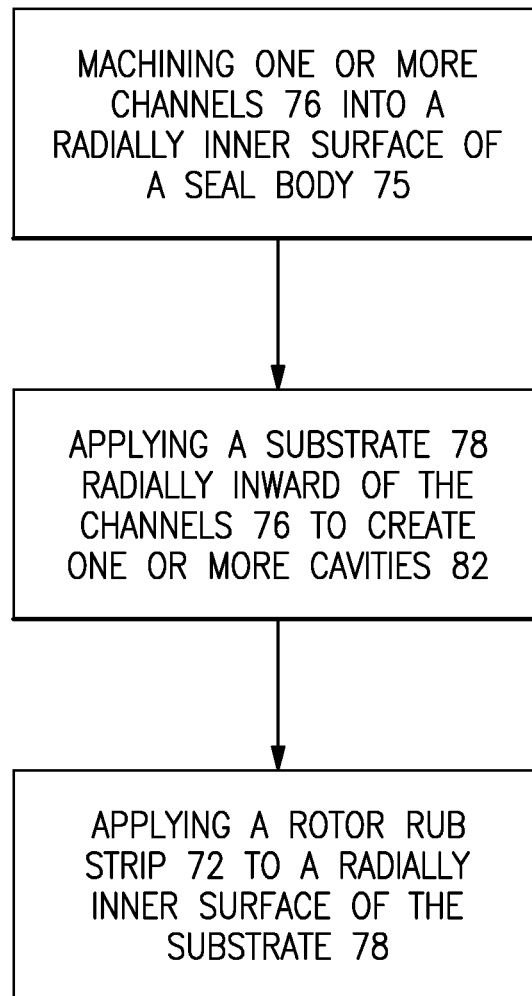 MACHINING ONE OR MORE
CHANNELS 76 INTO A
RADIALLY INNER SURFACE OF
A SEAL BODY 75
APPLYING A SUBSTRATE 78
RADIALLY INWARD OF THE
CHANNELS 76 TO CREATE
ONE OR MORE CAVITIES 82
APPLYING A ROTOR RUB
STRIP 72 TO A RADIALLY
INNER SURFACE OF THE
SUBSTRATE 78